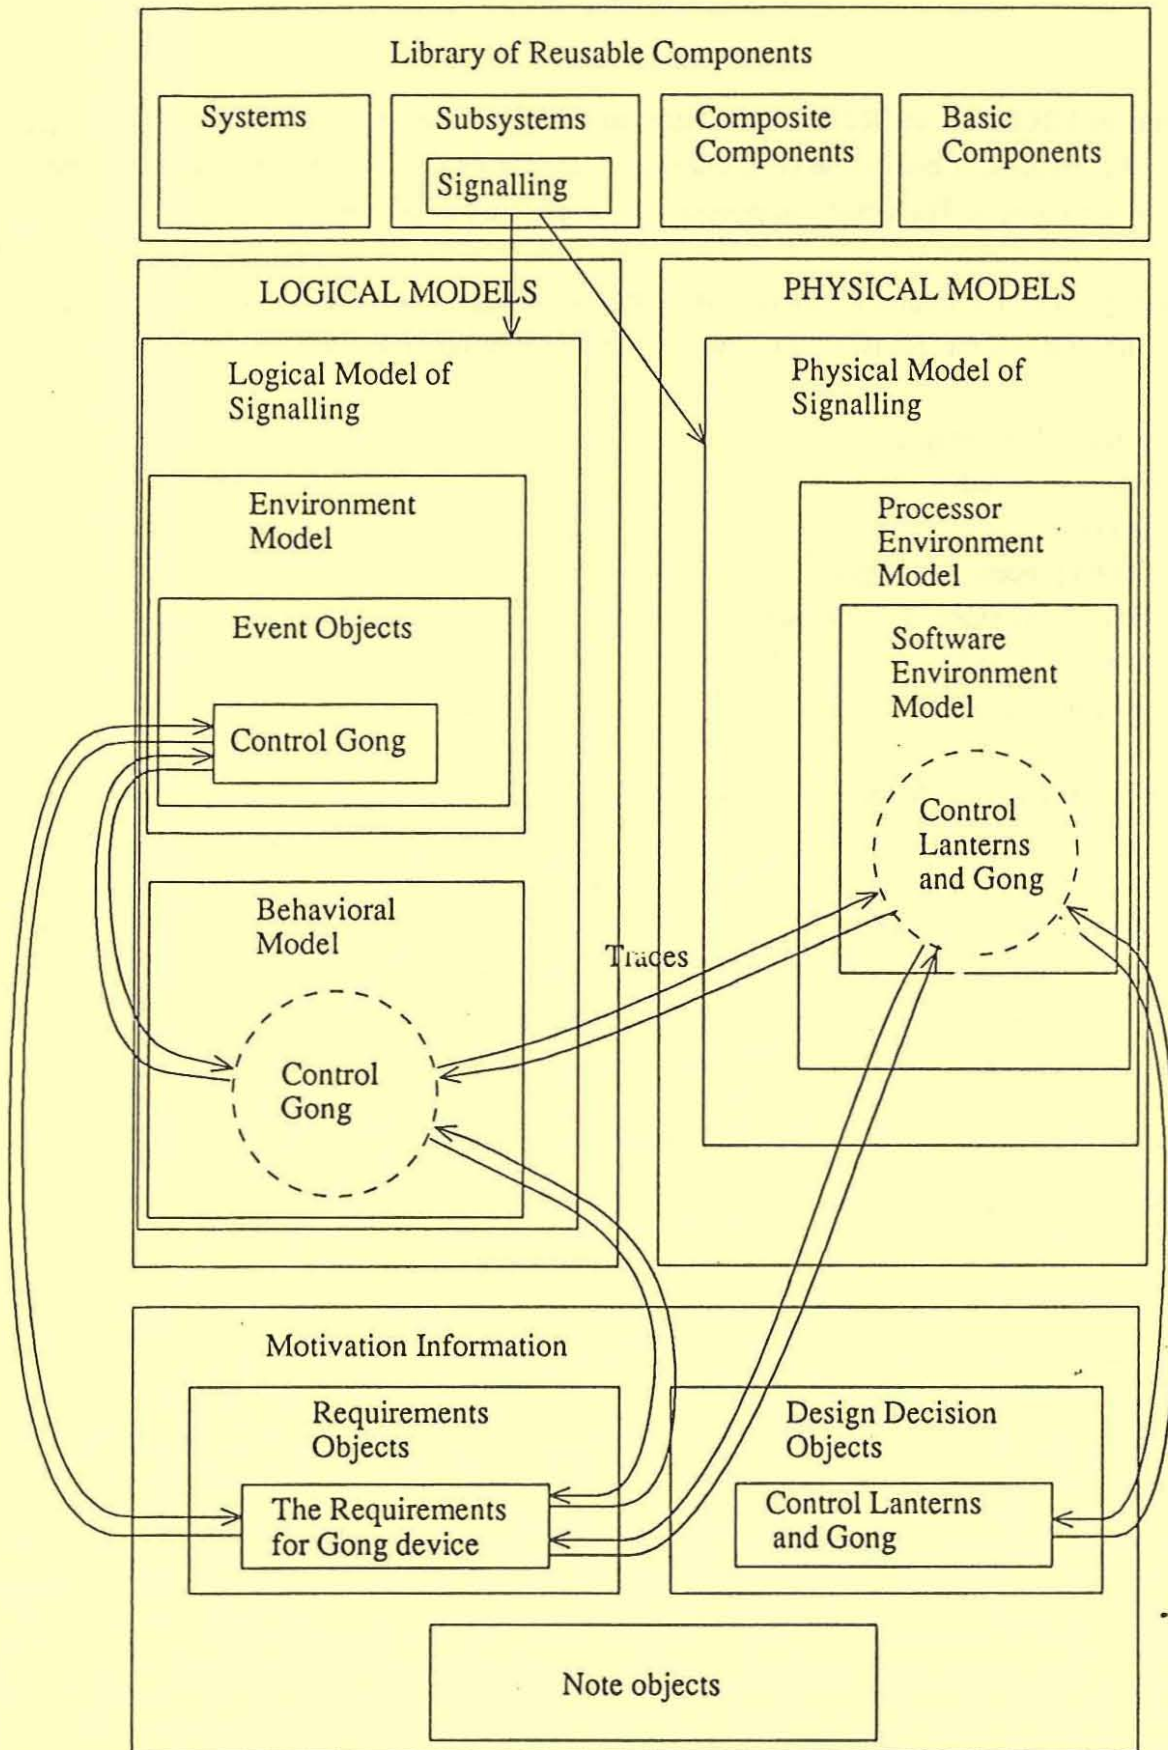 Library of Reusable Components
Systems
Subsystems
Signalling
Composite
Components
Basic
Components
LOGICAL MODELS
Logical Model of
Signalling
Environment
Model
Event Objects
Control Gong
Behavioral
Model
Control
Gong
Traces
PHYSICAL MODELS
Physical Model of
Signalling
Processor
Environment
Model
Software
Environment
Model
Control
Lanterns
and Gong
Motivation Information
Requirements
Objects
The Requirements
for Gong device
Design Decision
Objects
Control Lanterns
and Gong
Note objects